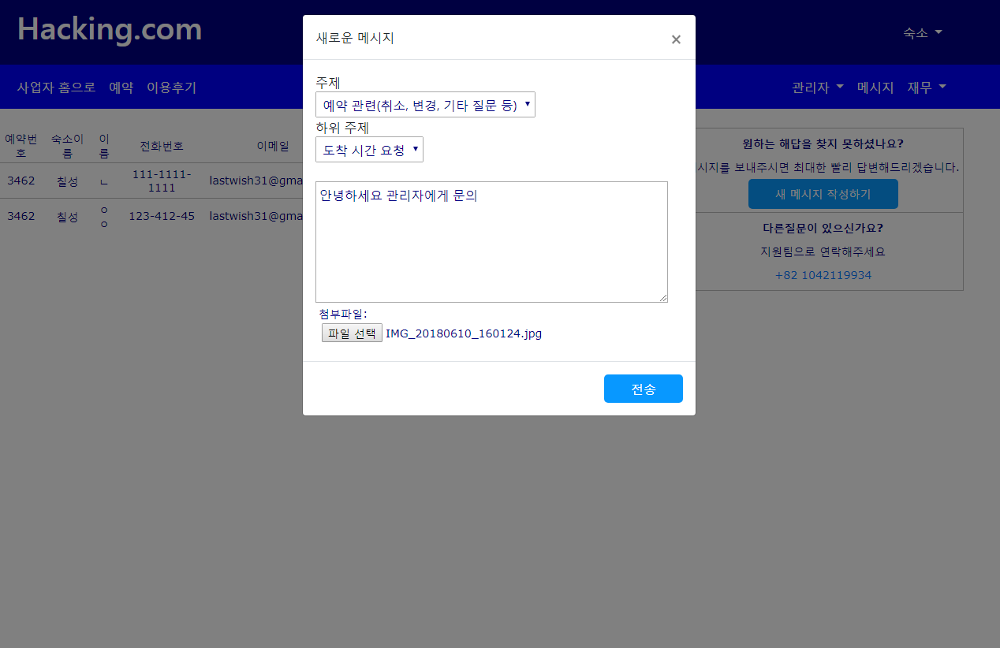 Hacking.com
숙소
사업자 홈으로 예약 이용후기
관리자 메시지 재무
예약번호 숙소이름 이름 전화번호 이메일
3462 칠성 ㄴ 111-1111-1111 lastwish31@gma
3462 칠성 ㅇㅇ 123-412-45 lastwish31@gma
새로운 메시지 ×
주제
예약 관련(취소, 변경, 기타 질문 등)
하위 주제
도착 시간 요청
안녕하세요 관리자에게 문의
첨부파일:
파일 선택 IMG_20180610_160124.jpg
전송
원하는 해답을 찾지 못하셨나요?
시지를 보내주시면 최대한 빨리 답변해드리겠습니다.
새 메시지 작성하기
다른질문이 있으신가요?
지원팀으로 연락해주세요
+82 1042119934